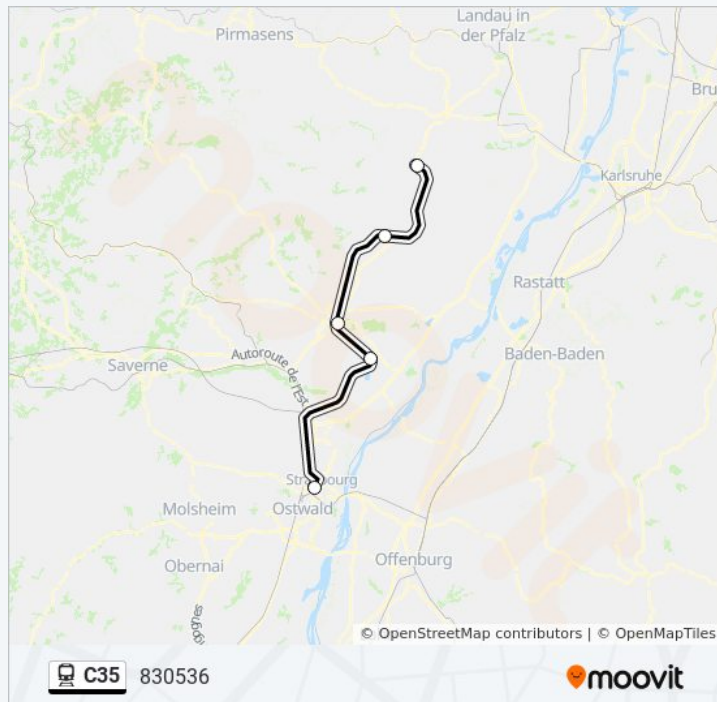 Landau in
der Pfalz
Pirmasens
Bru
Karlsruhe
Rastatt
Baden-Baden
Saverne
Autoroute de l'Est
Strasbourg
Ostwald
Molsheim
Offenburg
Obernai
© OpenStreetMap contributors | © OpenMapTiles
C35 830536 moovit